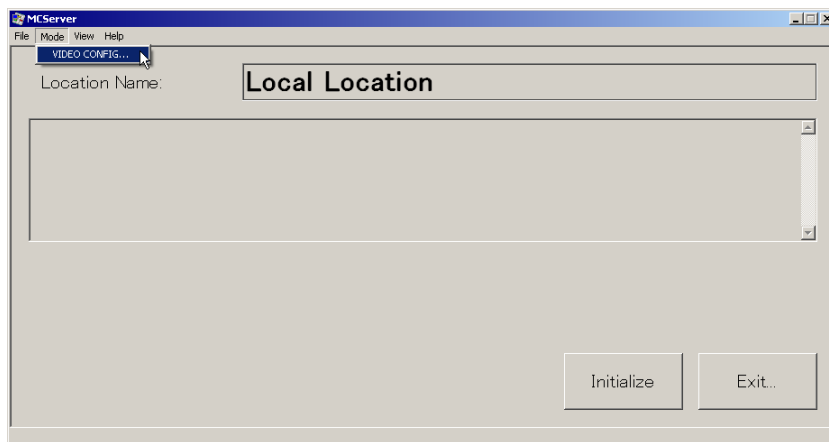 MCServer
File Mode View Help
VIDEO CONFIG...
Location Name: Local Location
Initialize Exit...